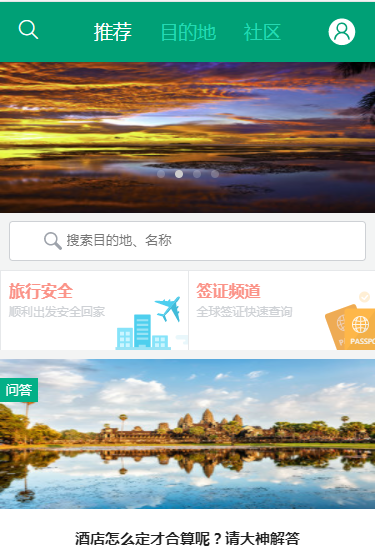 推荐 目的地 社区
搜索目的地、名称
旅行安全
顺利出发安全回家
签证频道
全球签证快速查询
PASSPO
问答
酒店怎么定才合算呢？请大神解答